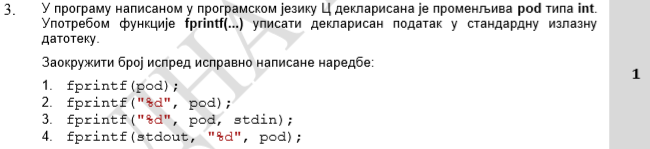 3. У програму написаном у програмском језику Ц декларисана је променљива pod типа int.
Употребом функције fprintf(...) уписати декларисан податак у стандардну излазну
датотеку.
Заокружити број испред исправно написане наредбе:
1. fprintf(pod);
2. fprintf("%d", pod);
3. fprintf("%d", pod, stdin);
4. fprintf(stdout, "%d", pod);
1